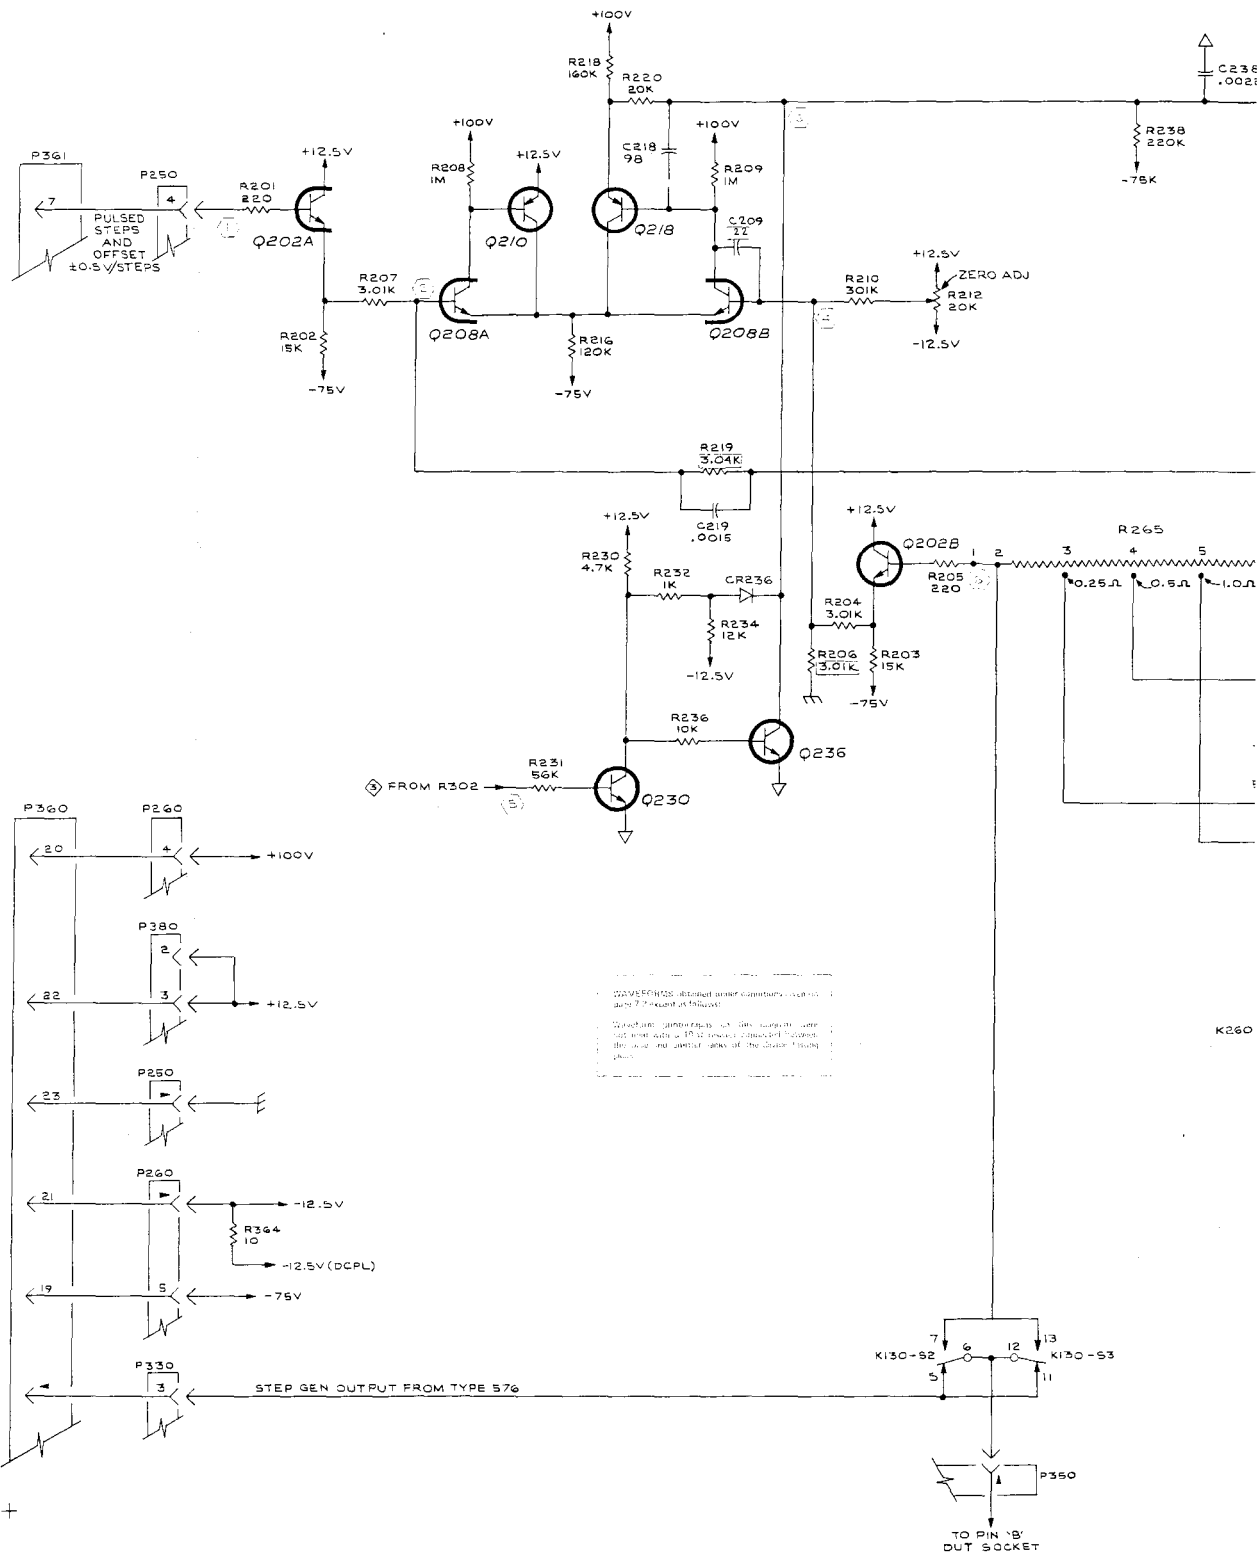 +100V
R218
160K
R220
20K
C238
.002
R238
220K
-75K
+100V
+12.5V
C218
98
+100V
R208
1M
R209
1M
P361
7
P250
4
PULSED
STEPS
AND
OFFSET
±0.5V/STEPS
R201
220
1
+12.5V
Q202A
Q210
Q218
C209
22
3
R207
3.01K
2
Q208A
Q208B
R210
301K
4
+12.5V
ZERO ADJ
R212
20K
-12.5V
R202
15K
-75V
R216
120K
-75V
R219
3.04K
C219
.0015
+12.5V
R230
4.7K
R232
1K
CR236
R234
12K
-12.5V
+12.5V
Q202B
R205
220
6
1
2
R265
3
4
5
0.25Ω
0.5Ω
1.0Ω
R204
3.01K
R206
3.01K
R203
15K
-75V
R236
10K
Q236
3 FROM R302
R231
56K
5
Q230
P360
20
P260
4
+100V
P380
2
22
3
+12.5V
23
P250
21
P260
-12.5V
R364
10
-12.5V (DCPL)
19
5
-75V
P330
3
STEP GEN OUTPUT FROM TYPE 576
K260
7
13
K130-S2
6
12
K130-S3
5
11
P350
TO PIN 'B'
DUT SOCKET